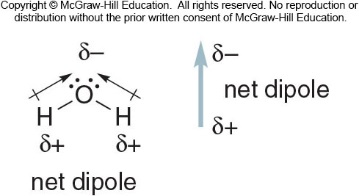 Copyright © McGraw-Hill Education. All rights reserved. No reproduction or
distribution without the prior written consent of McGraw-Hill Education.
δ–
O
H H
δ+ δ+
net dipole
δ–
net dipole
δ+